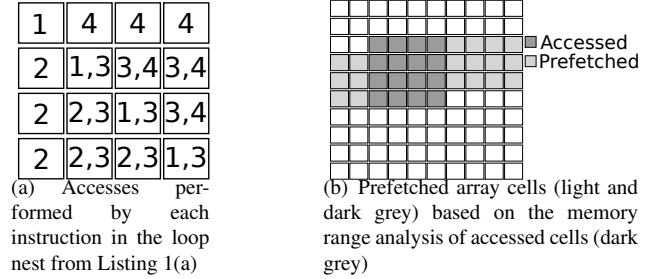 1 4 4 4
2 1,3 3,4 3,4
2 2,3 1,3 3,4
2 2,3 2,3 1,3
(a) Accesses per-
formed by each
instruction in the loop
nest from Listing 1(a)
Accessed
Prefetched
(b) Prefetched array cells (light and
dark grey) based on the memory
range analysis of accessed cells (dark
grey)